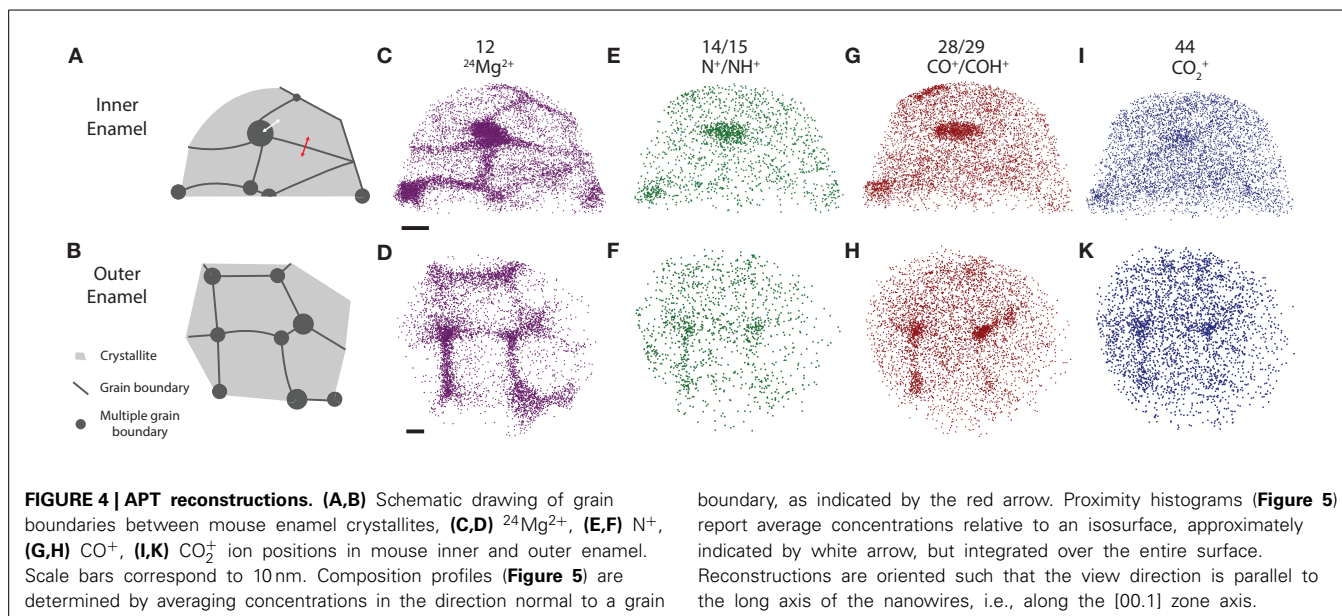 A
C
12
²⁴Mg²⁺
E
14/15
N⁺/NH⁺
G
28/29
CO⁺/COH⁺
I
44
CO₂⁺
Inner
Enamel
B
D
F
H
K
Outer
Enamel
Crystallite
Grain boundary
Multiple grain
boundary
FIGURE 4 | APT reconstructions. (A,B) Schematic drawing of grain
boundaries between mouse enamel crystallites, (C,D) ²⁴Mg²⁺, (E,F) N⁺,
(G,H) CO⁺, (I,K) CO₂⁺ ion positions in mouse inner and outer enamel.
Scale bars correspond to 10 nm. Composition profiles (Figure 5) are
determined by averaging concentrations in the direction normal to a grain
boundary, as indicated by the red arrow. Proximity histograms (Figure 5)
report average concentrations relative to an isosurface, approximately
indicated by white arrow, but integrated over the entire surface.
Reconstructions are oriented such that the view direction is parallel to
the long axis of the nanowires, i.e., along the [00.1] zone axis.